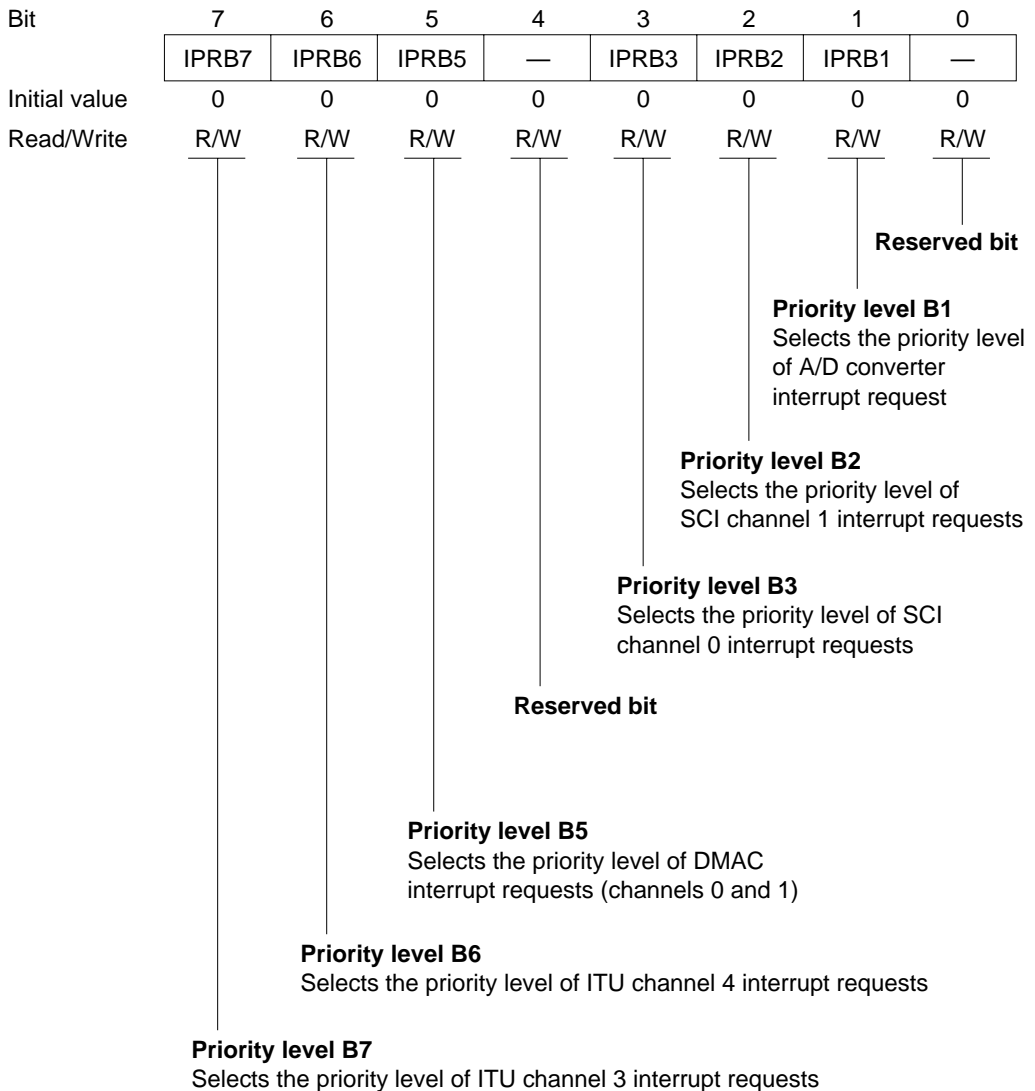 Bit 7 6 5 4 3 2 1 0
IPRB7 IPRB6 IPRB5 — IPRB3 IPRB2 IPRB1 —
Initial value 0 0 0 0 0 0 0 0
Read/Write R/W R/W R/W R/W R/W R/W R/W R/W
Reserved bit
Priority level B1
Selects the priority level
of A/D converter
interrupt request
Priority level B2
Selects the priority level of
SCI channel 1 interrupt requests
Priority level B3
Selects the priority level of SCI
channel 0 interrupt requests
Reserved bit
Priority level B5
Selects the priority level of DMAC
interrupt requests (channels 0 and 1)
Priority level B6
Selects the priority level of ITU channel 4 interrupt requests
Priority level B7
Selects the priority level of ITU channel 3 interrupt requests